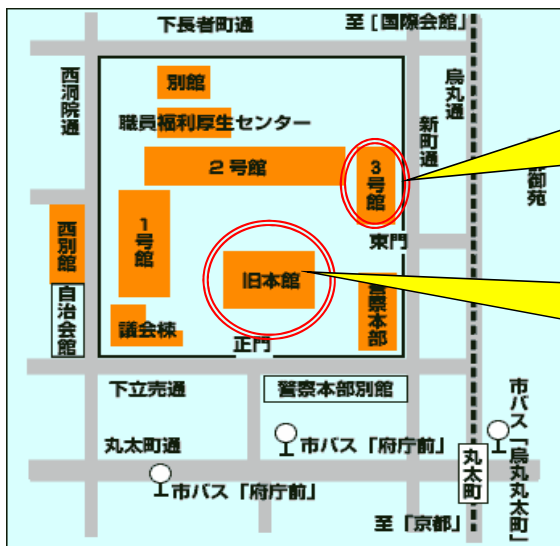 下長者町通
至［国際会館」
西洞院通
烏丸通
新町通
御苑
別館
職員福利厚生センター
2号館
3号館
1号館
東門
西別館
旧本館
自治会館
議会棟
正門
警察本部
下立売通
警察本部別館
丸太町通
市バス「府庁前」
市バス「府庁前」
丸太町
市バス「烏丸丸太町」
至「京都」